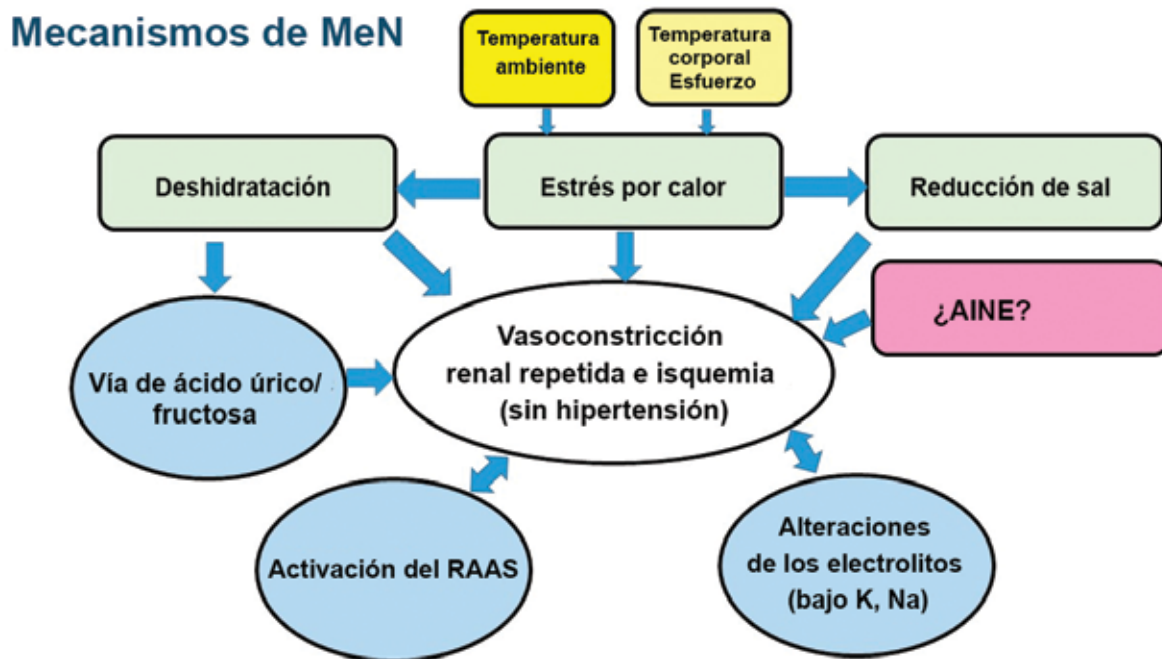 Mecanismos de MeN
Temperatura
ambiente
Temperatura
corporal
Esfuerzo
Deshidratación
Estrés por calor
Reducción de sal
¿AINE?
Vía de ácido úrico/
fructosa
Vasoconstricción
renal repetida e isquemia
(sin hipertensión)
Activación del RAAS
Alteraciones
de los electrolitos
(bajo K, Na)